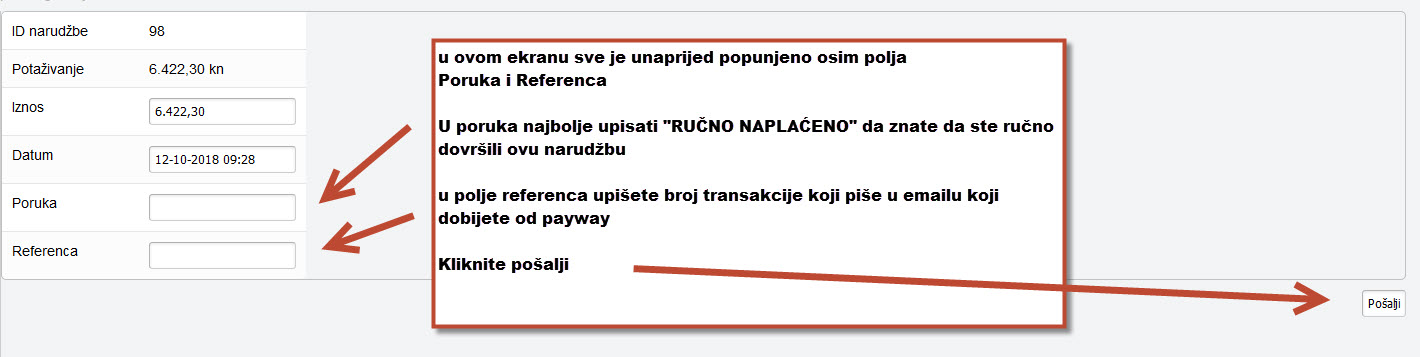 ID narudžbe 98
Potaživanje 6.422,30 kn
Iznos 6.422,30
Datum 12-10-2018 09:28
Poruka
Referenca
u ovom ekranu sve je unaprijed popunjeno osim polja
Poruka i Referenca
U poruka najbolje upisati "RUČNO NAPLAĆENO" da znate da ste ručno
dovršili ovu narudžbu
u polje referenca upišete broj transakcije koji piše u emailu koji
dobijete od payway
Kliknite pošalji
Pošalji